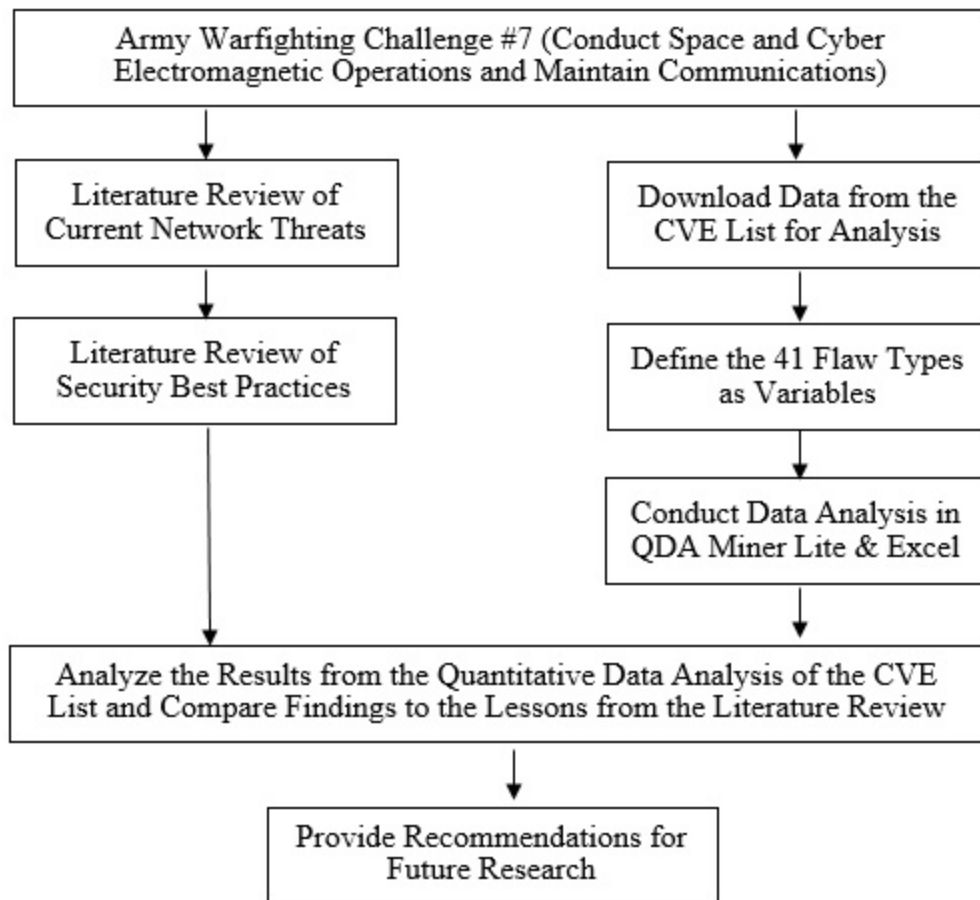 Army Warfighting Challenge #7 (Conduct Space and Cyber
Electromagnetic Operations and Maintain Communications)
Literature Review of
Current Network Threats
Literature Review of
Security Best Practices
Download Data from the
CVE List for Analysis
Define the 41 Flaw Types
as Variables
Conduct Data Analysis in
QDA Miner Lite & Excel
Analyze the Results from the Quantitative Data Analysis of the CVE
List and Compare Findings to the Lessons from the Literature Review
Provide Recommendations for
Future Research